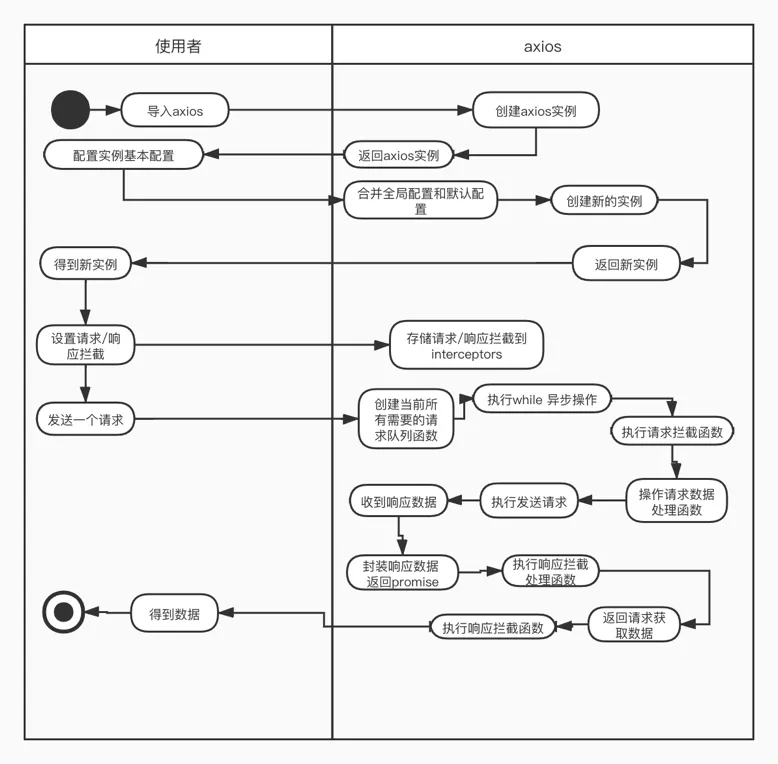 使用者
axios
导入axios
创建axios实例
配置实例基本配置
返回axios实例
合并全局配置和默认配
置
创建新的实例
得到新实例
返回新实例
设置请求/响
应拦截
存储请求/响应拦截到
interceptors
发送一个请求
创建当前所
有需要的请
求队列函数
执行while 异步操作
执行请求拦截函数
操作请求数据
处理函数
执行发送请求
收到响应数据
封装响应数据
返回promise
执行响应拦截
处理函数
返回请求获
取数据
执行响应拦截函数
得到数据